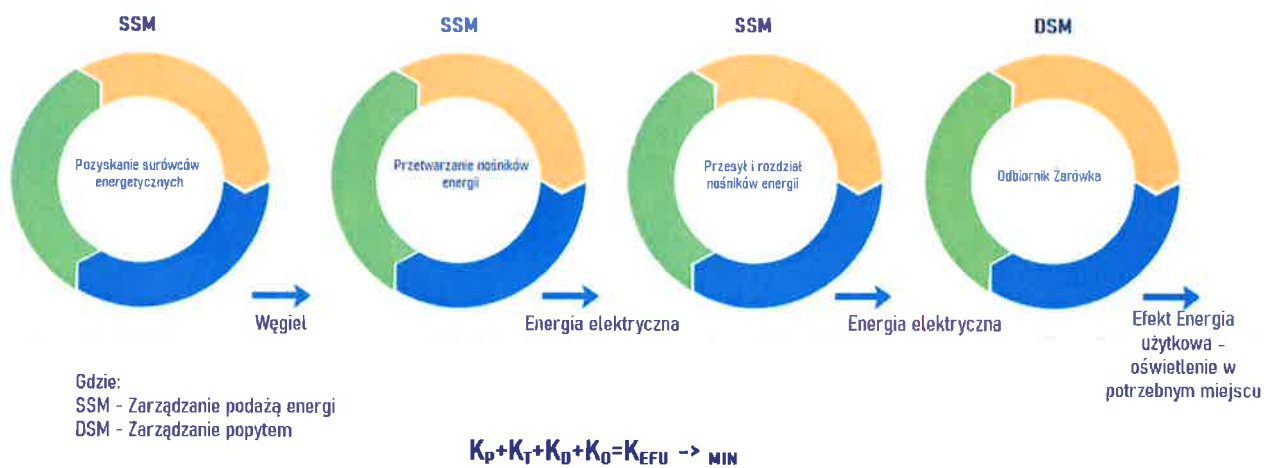 SSM
SSM
SSM
DSM
Pozyskanie surówców
energetycznych
Przetwarzanie nośników
energii
Przesył i rozdział
nośników energii
Odbiornik Żarówka
Węgiel
Energia elektryczna
Energia elektryczna
Efekt Energia
użytkowa -
oświetlenie w
potrzebnym miejscu
Gdzie:
SSM - Zarządzanie podażą energi
DSM - Zarządzanie popytem
KP+KT+KD+KO=KEFU -> MIN